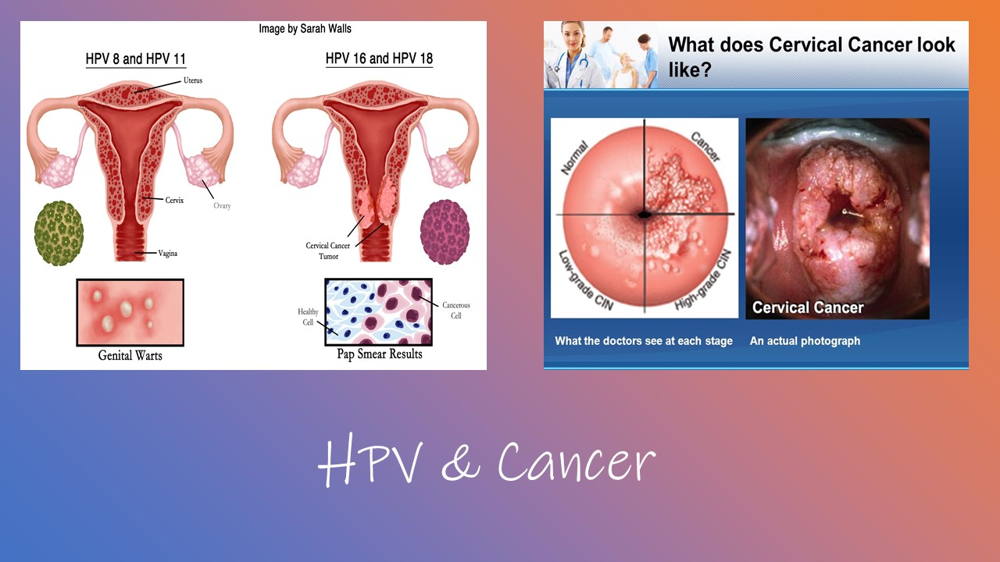 Image by Sarah Walls
HPV 8 and HPV 11
Uterus
Cervix
Ovary
Vagina
Genital Warts
HPV 16 and HPV 18
Cervical Cancer
Tumor
Healthy
Cell
Cancerous
Cell
Pap Smear Results
What does Cervical Cancer look
like?
Normal
Cancer
Low-grade CIN
High-grade CIN
Cervical Cancer
What the doctors see at each stage
An actual photograph
HPV & Cancer